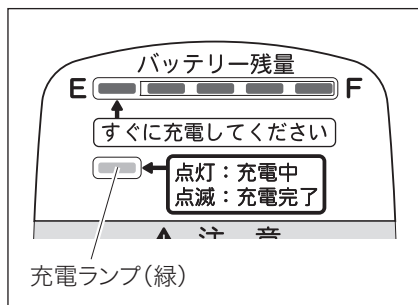 バッテリー残量
E F
すぐに充電してください
点灯：充電中
点滅：充電完了
注 意
充電ランプ（緑）